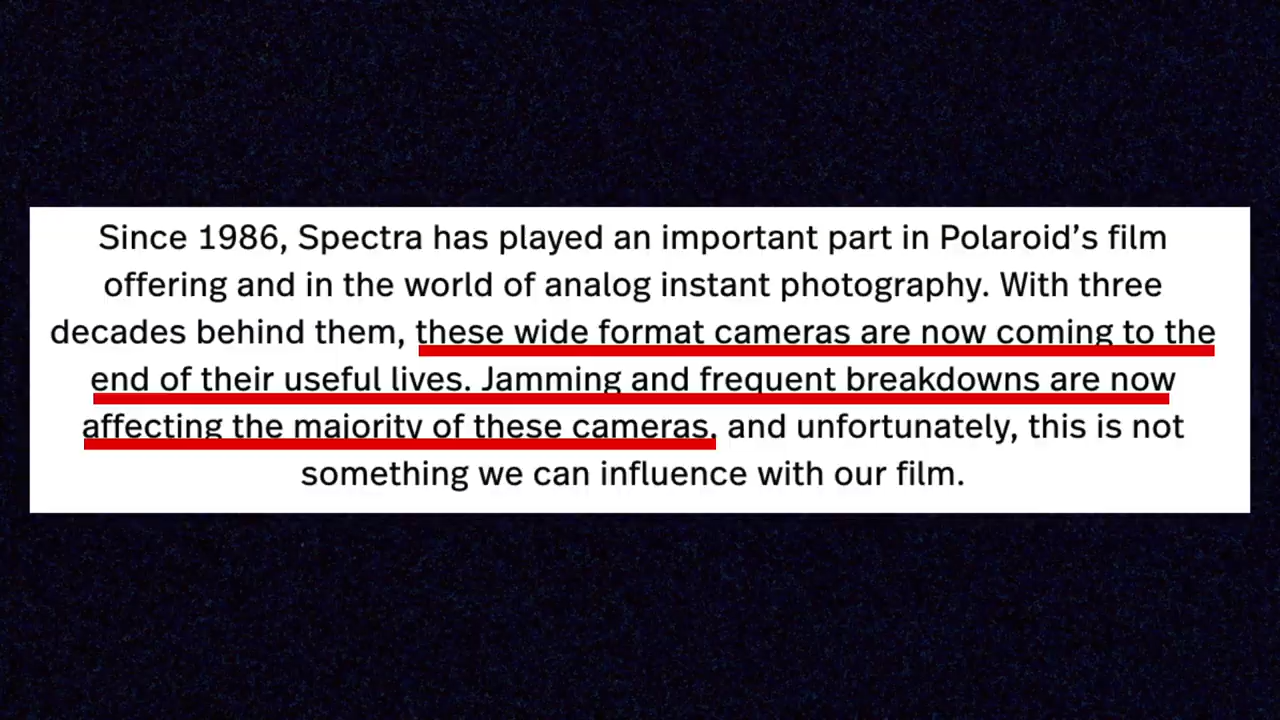 Since 1986, Spectra has played an important part in Polaroid’s film
offering and in the world of analog instant photography. With three
decades behind them, these wide format cameras are now coming to the
end of their useful lives. Jamming and frequent breakdowns are now
affecting the majority of these cameras, and unfortunately, this is not
something we can influence with our film.